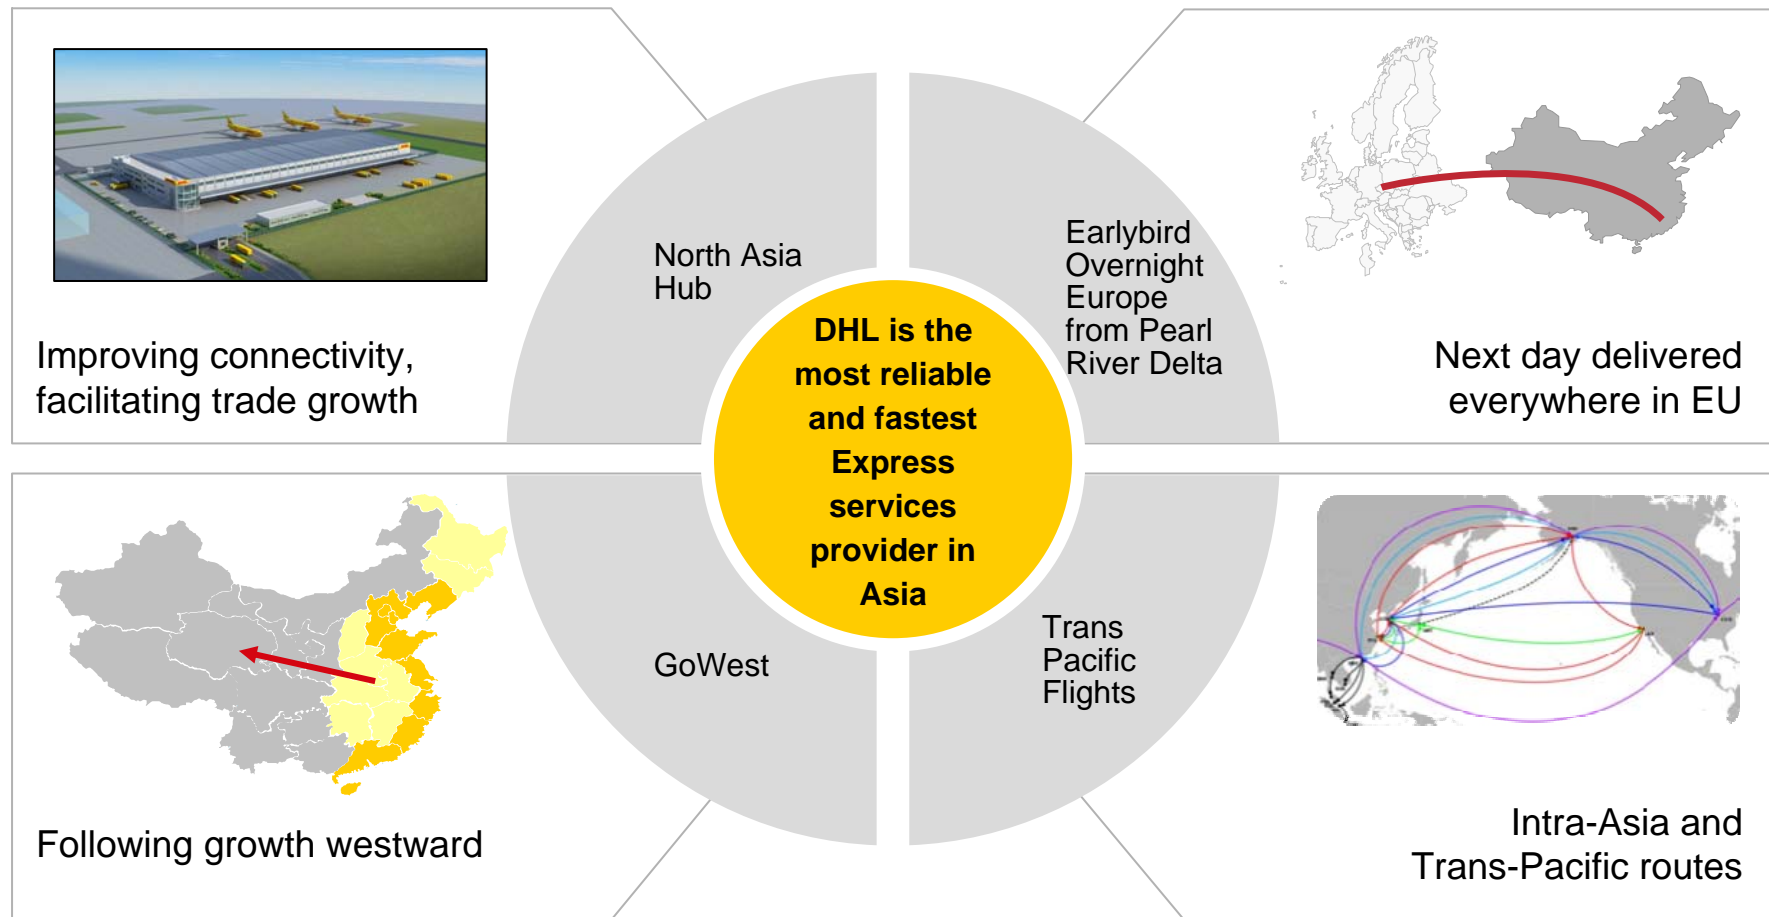 North Asia
Hub
Improving connectivity,
facilitating trade growth
Earlybird
Overnight
Europe
from Pearl
River Delta
Next day delivered
everywhere in EU
DHL is the
most reliable
and fastest
Express
services
provider in
Asia
GoWest
Following growth westward
Trans
Pacific
Flights
Intra-Asia and
Trans-Pacific routes